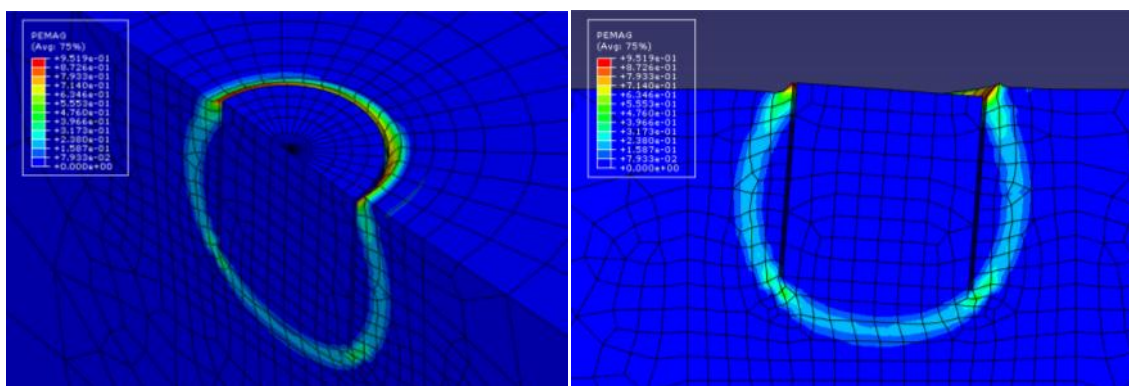 PEMAG
(Avg: 75%)
+9.519e-01
+8.726e-01
+7.933e-01
+7.140e-01
+6.346e-01
+5.553e-01
+4.760e-01
+3.966e-01
+3.173e-01
+2.380e-01
+1.587e-01
+7.933e-02
+0.000e+00
PEMAG
(Avg: 75%)
+9.519e-01
+8.726e-01
+7.933e-01
+7.140e-01
+6.346e-01
+5.553e-01
+4.760e-01
+3.966e-01
+3.173e-01
+2.380e-01
+1.587e-01
+7.933e-02
+0.000e+00